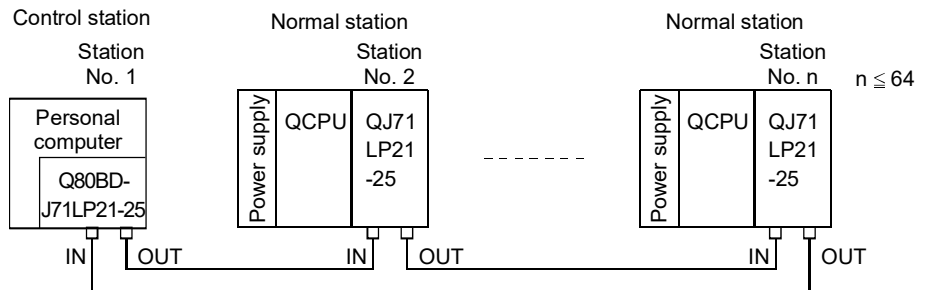 Control station
Normal station
Normal station
Station
No. 1
Station
No. 2
Station
No. n
n ≦ 64
Personal
computer
Q80BD-
J71LP21-25
Power supply
QCPU
QJ71
LP21
-25
Power supply
QCPU
QJ71
LP21
-25
IN
OUT
IN
OUT
IN
OUT